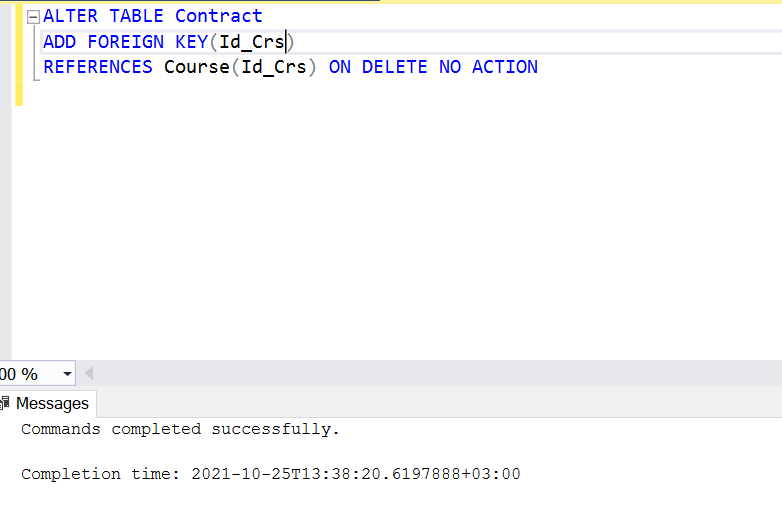 ALTER TABLE Contract
ADD FOREIGN KEY(Id_Crs)
REFERENCES Course(Id_Crs) ON DELETE NO ACTION
00 %
Messages
Commands completed successfully.
Completion time: 2021-10-25T13:38:20.6197888+03:00